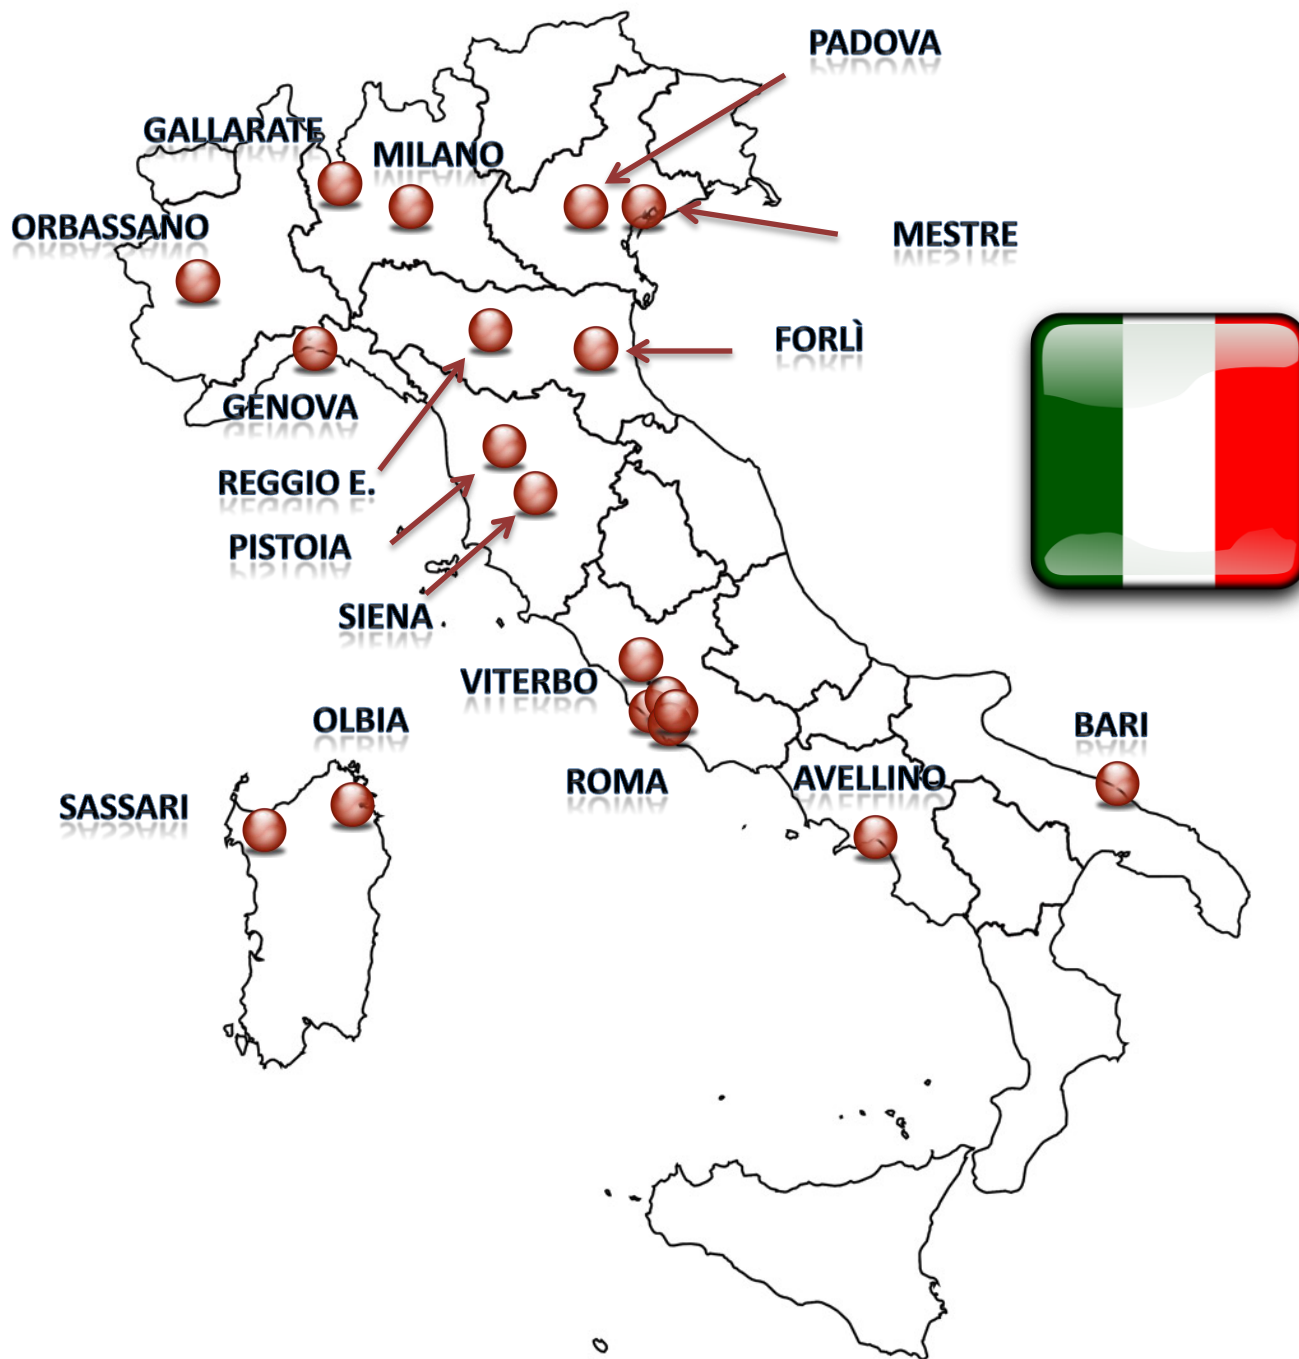 PADOVA
GALLARATE
MILANO
ORBASSANO
MESTRE
FORLÌ
GENOVA
REGGIO E.
PISTOIA
SIENA
VITERBO
OLBIA
BARI
ROMA
AVELLINO
SASSARI